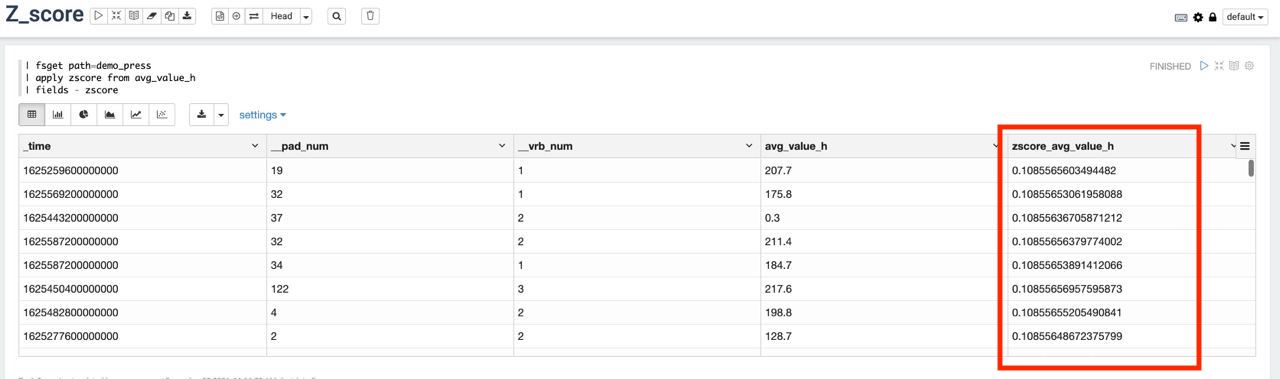 Z_score Head default
| fsget path=demo_press
| apply zscore from avg_value_h
| fields - zscore
FINISHED
settings
_time __pad_num __vrb_num avg_value_h zscore_avg_value_h
1625259600000000 19 1 207.7 0.1085565603494482
1625569200000000 32 1 175.8 0.1085565306195808​8
1625443200000000 37 2 0.3 0.10855636705871212
1625587200000000 32 2 211.4 0.10855656379774002
1625587200000000 34 1 184.7 0.10855653891412066
1625450400000000 122 3 217.6 0.10855656957595873
1625482800000000 4 2 198.8 0.10855655205490841
1625277600000000 2 2 128.7 0.10855648672375799